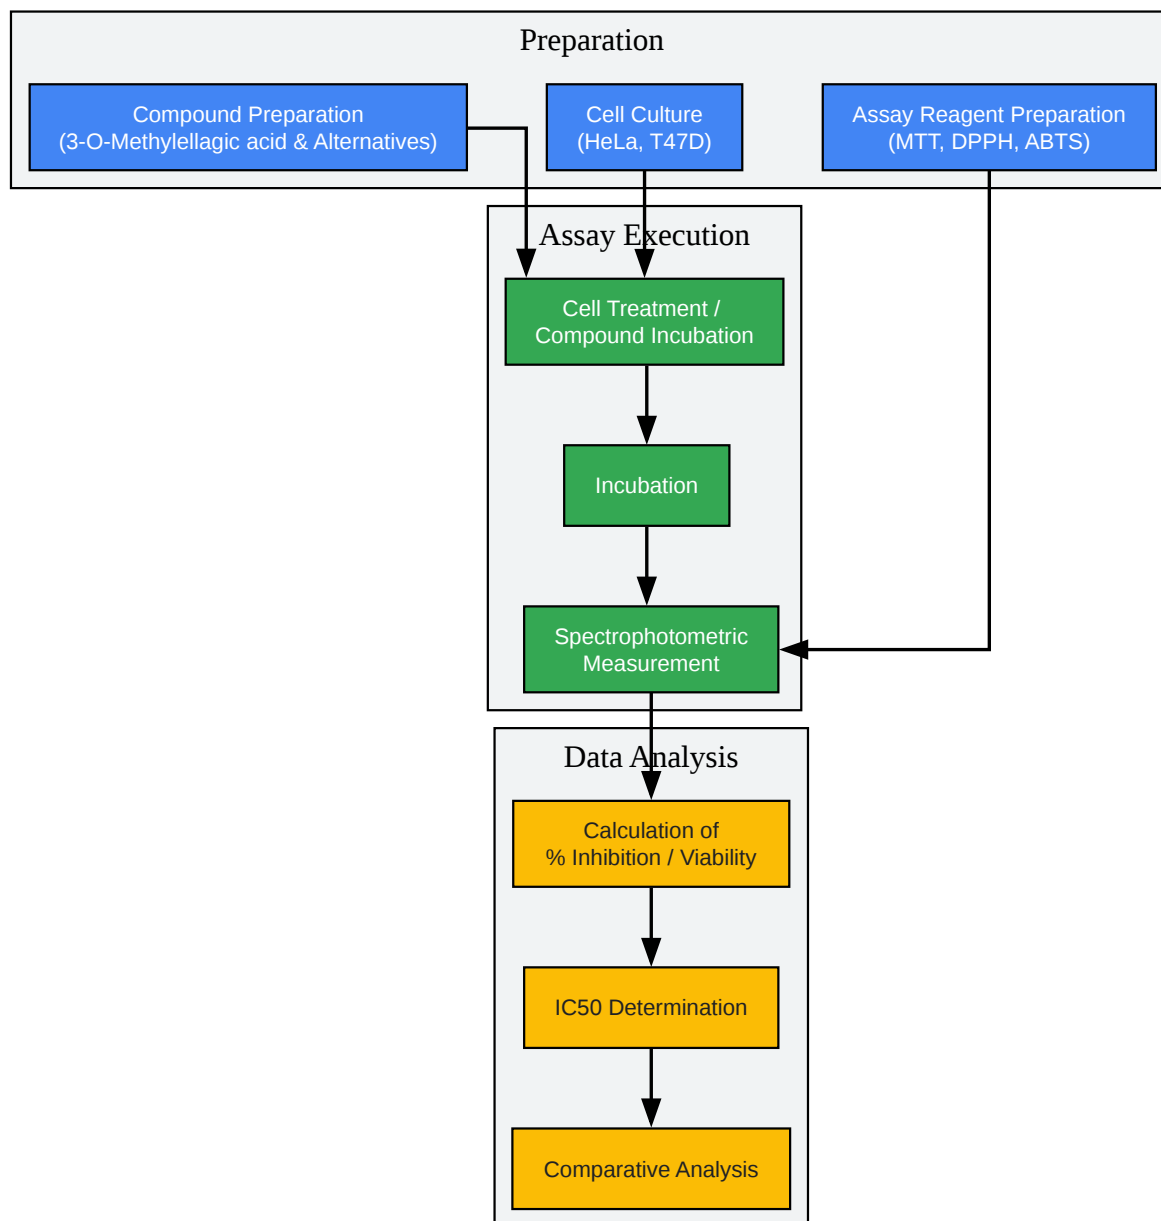 Preparation
Compound Preparation
(3-O-Methylellagic acid & Alternatives)
Cell Culture
(HeLa, T47D)
Assay Reagent Preparation
(MTT, DPPH, ABTS)
Assay Execution
Cell Treatment /
Compound Incubation
Incubation
Spectrophotometric
Measurement
Data Analysis
Calculation of
% Inhibition / Viability
IC50 Determination
Comparative Analysis